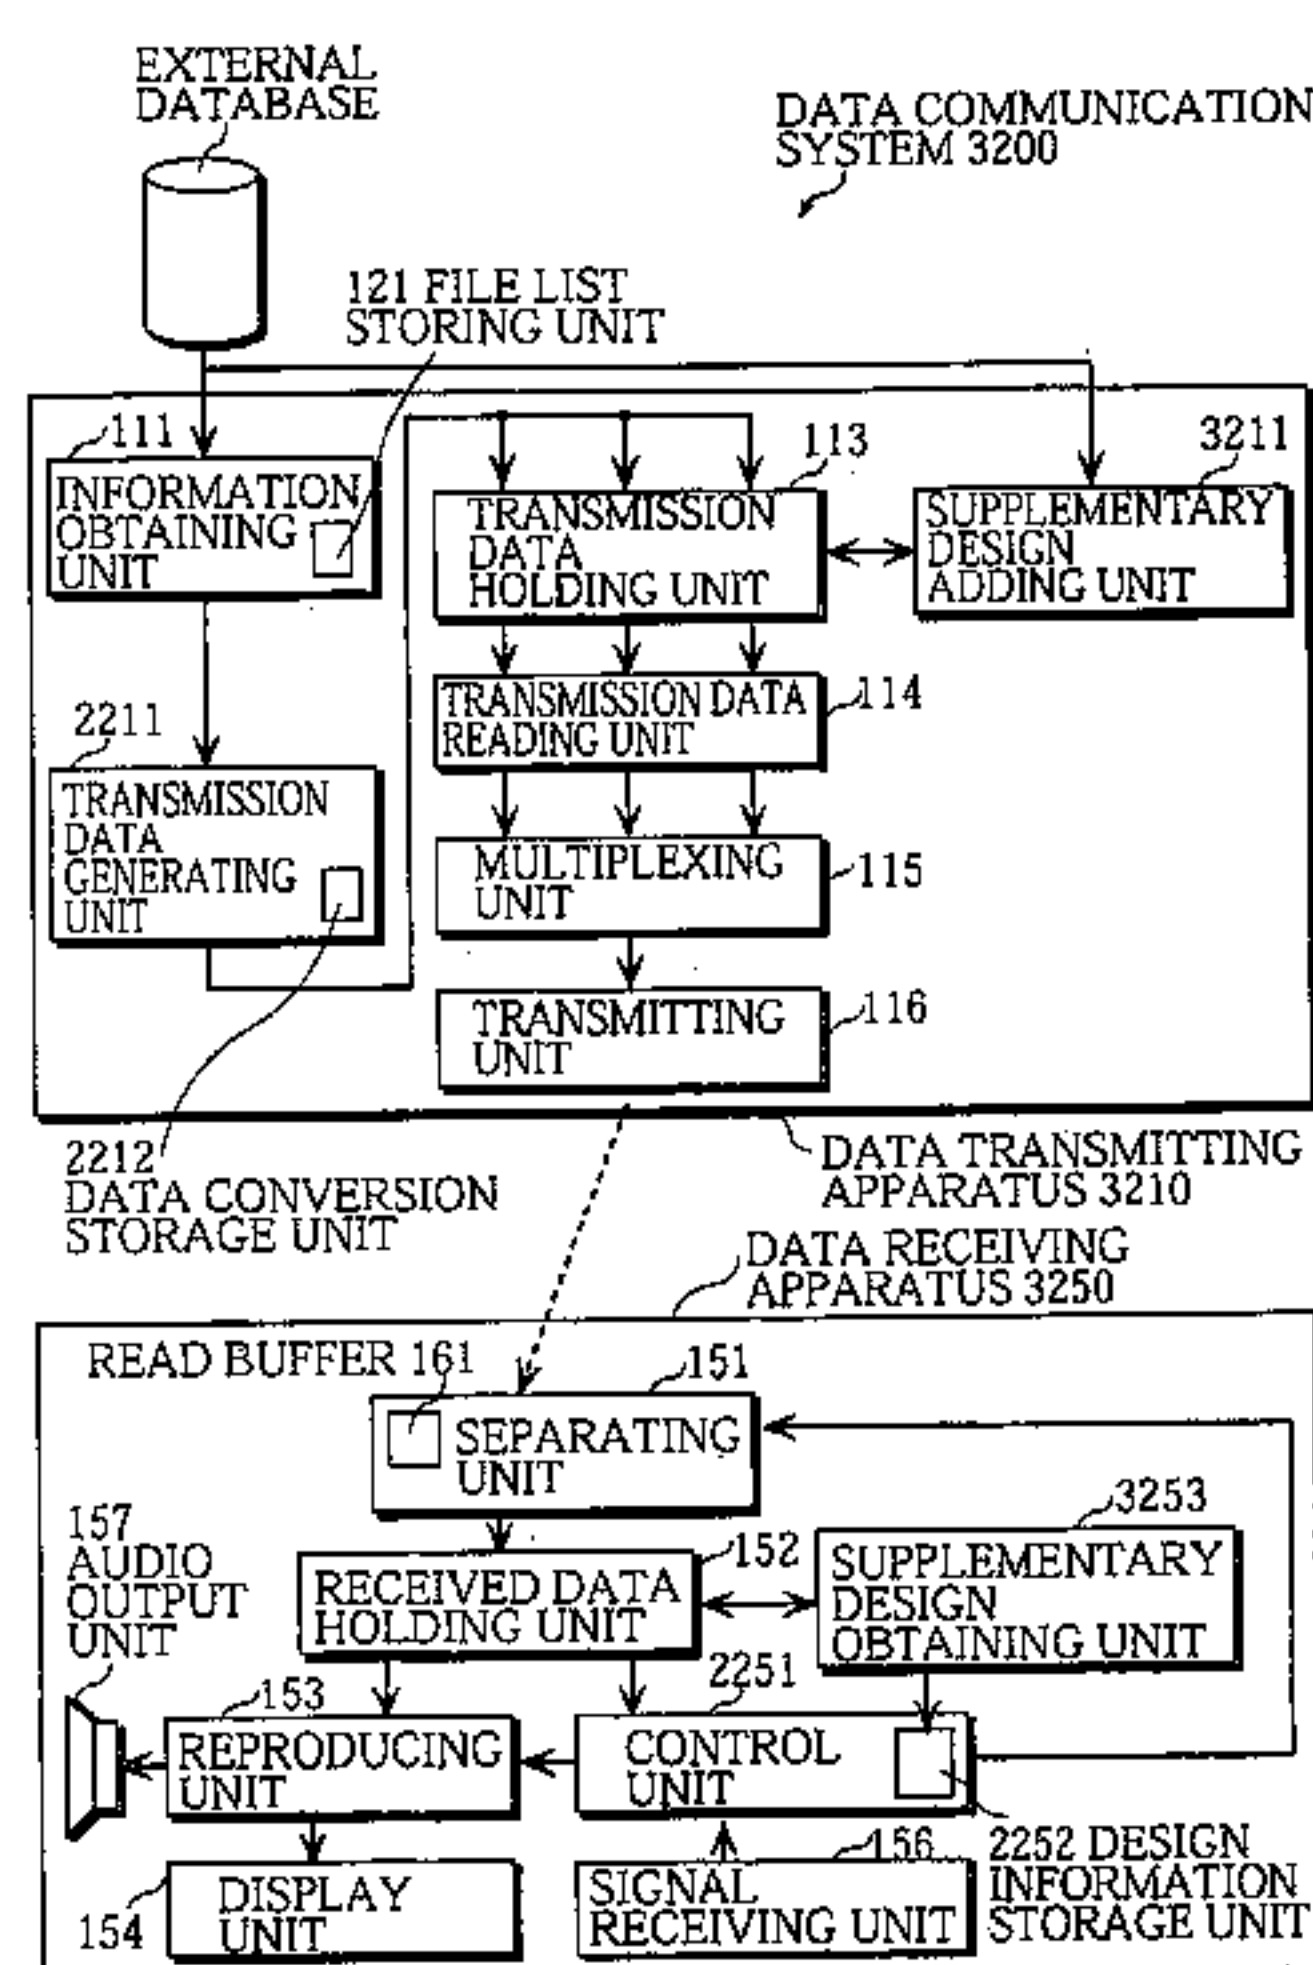 EXTERNAL
DATABASE
DATA COMMUNICATION
SYSTEM 3200
121 FILE LIST
STORING UNIT
111
INFORMATION
OBTAINING
UNIT
113
TRANSMISSION
DATA
HOLDING UNIT
3211
SUPPLEMENTARY
DESIGN
ADDING UNIT
TRANSMISSION DATA
READING UNIT
114
2211
TRANSMISSION
DATA
GENERATING
UNIT
MULTIPLEXING
UNIT
115
TRANSMITTING
UNIT
116
2212
DATA CONVERSION
STORAGE UNIT
DATA TRANSMITTING
APPARATUS 3210
DATA RECEIVING
APPARATUS 3250
READ BUFFER 161
151
SEPARATING
UNIT
157
AUDIO
OUTPUT
UNIT
152
RECEIVED DATA
HOLDING UNIT
3253
SUPPLEMENTARY
DESIGN
OBTAINING UNIT
153
REPRODUCING
UNIT
2251
CONTROL
UNIT
154
DISPLAY
UNIT
156
SIGNAL
RECEIVING UNIT
2252 DESIGN
INFORMATION
STORAGE UNIT